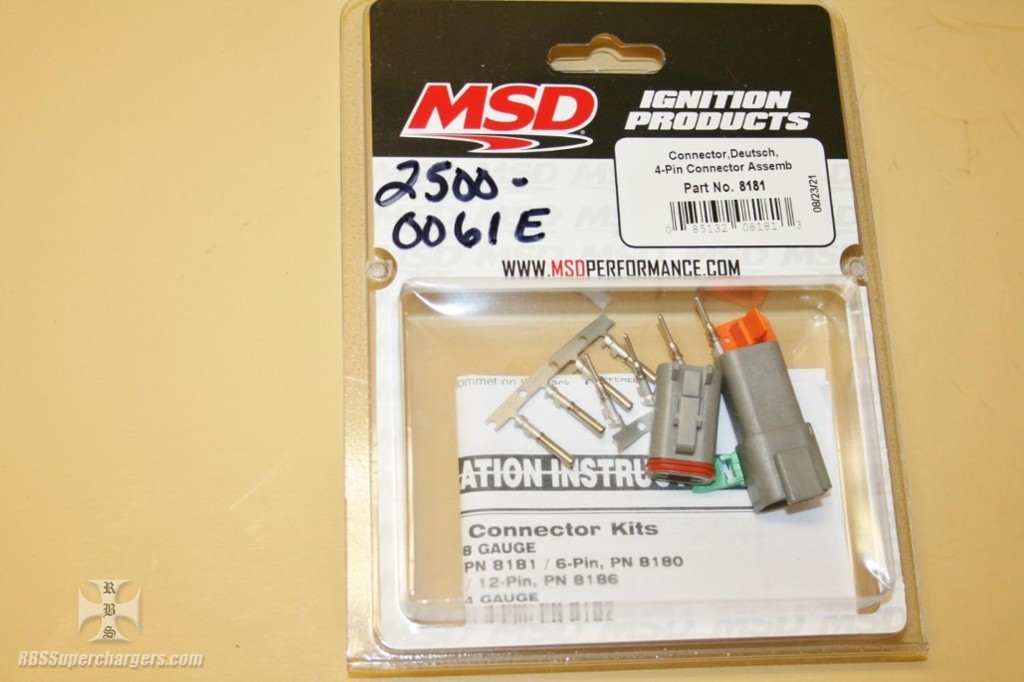 MSD
IGNITION
PRODUCTS
Connector,Deutsch,
4-Pin Connector Assemb
Part No. 8181
0 85132 08181 3
08/23/21
2500-
0061E
WWW.MSDPERFORMANCE.COM
ommet on
ATION INSTRU
Connector Kits
8 GAUGE
PN 8181 / 6-Pin, PN 8180
/ 12-Pin, PN 8186
4 GAUGE
RBS
RBSSuperchargers.com